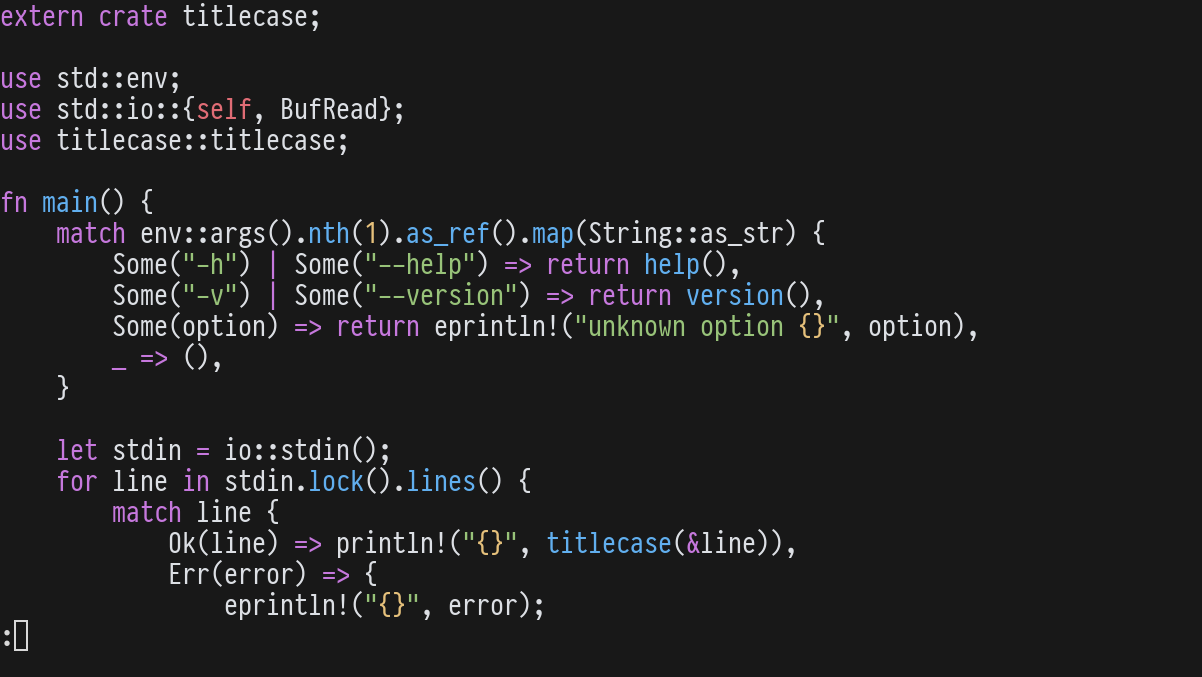 extern crate titlecase;

use std::env;
use std::io::{self, BufRead};
use titlecase::titlecase;

fn main() {
    match env::args().nth(1).as_ref().map(String::as_str) {
        Some("-h") | Some("--help") => return help(),
        Some("-v") | Some("--version") => return version(),
        Some(option) => return eprintln!("unknown option {}", option),
        _ => (),
    }

    let stdin = io::stdin();
    for line in stdin.lock().lines() {
        match line {
            Ok(line) => println!("{}", titlecase(&line)),
            Err(error) => {
                eprintln!("{}", error);
: